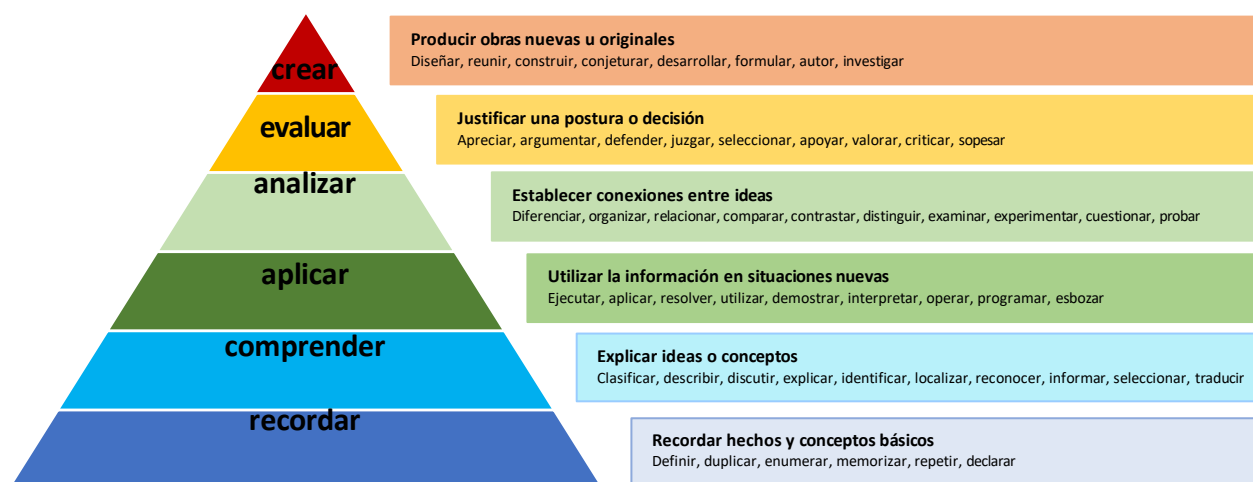 crear
Producir obras nuevas u originales
Diseñar, reunir, construir, conjeturar, desarrollar, formular, autor, investigar
evaluar
Justificar una postura o decisión
Apreciar, argumentar, defender, juzgar, seleccionar, apoyar, valorar, criticar, sopesar
analizar
Establecer conexiones entre ideas
Diferenciar, organizar, relacionar, comparar, contrastar, distinguir, examinar, experimentar, cuestionar, probar
aplicar
Utilizar la información en situaciones nuevas
Ejecutar, aplicar, resolver, utilizar, demostrar, interpretar, operar, programar, esbozar
comprender
Explicar ideas o conceptos
Clasificar, describir, discutir, explicar, identificar, localizar, reconocer, informar, seleccionar, traducir
recordar
Recordar hechos y conceptos básicos
Definir, duplicar, enumerar, memorizar, repetir, declarar